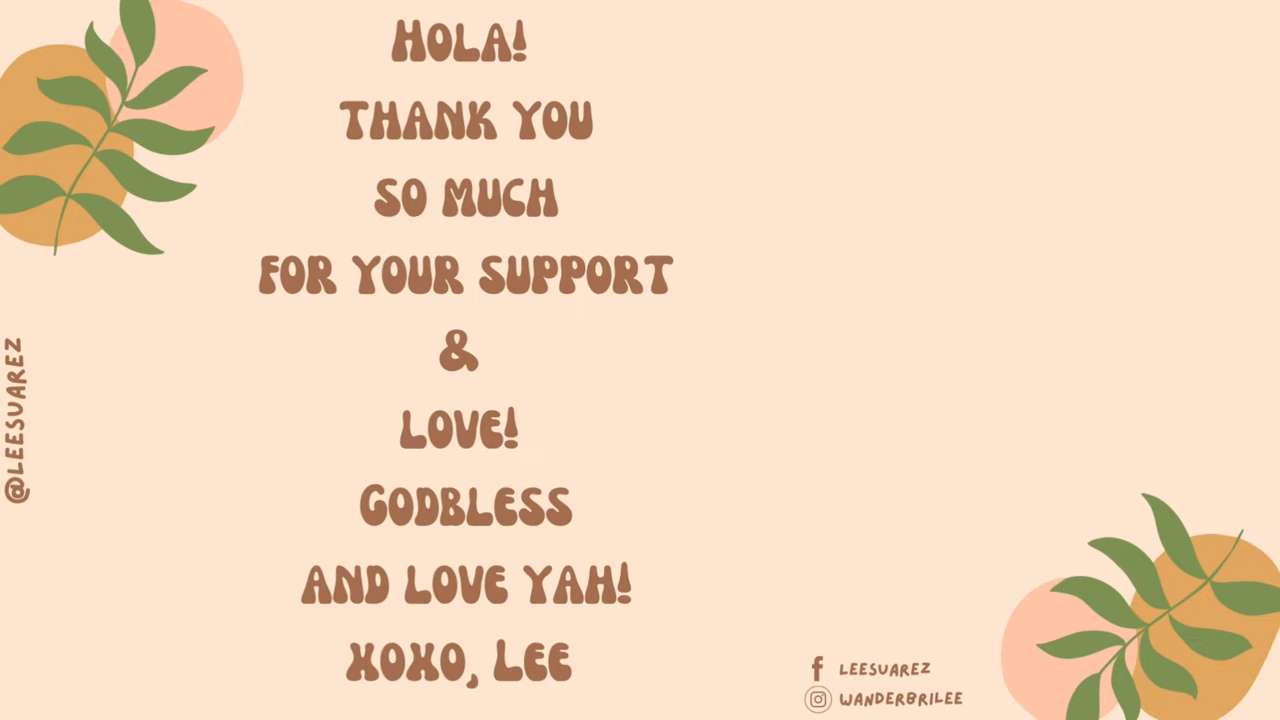 HOLA!
THANK YOU
SO MUCH
FOR YOUR SUPPORT
&
LOVE!
GODBLESS
AND LOVE YAH!
XOXO, LEE
@LEESUAREZ
LEESUAREZ
WANDERBRILEE